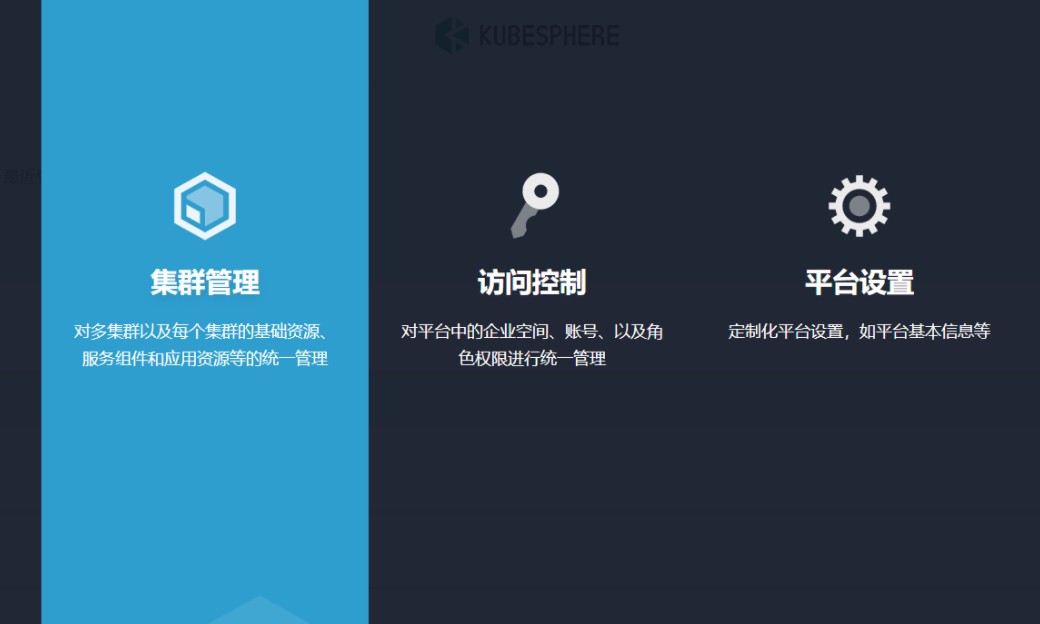 KUBESPHERE
集群管理
对多集群以及每个集群的基础资源、
服务组件和应用资源等的统一管理
访问控制
对平台中的企业空间、账号、以及角
色权限进行统一管理
平台设置
定制化平台设置，如平台基本信息等